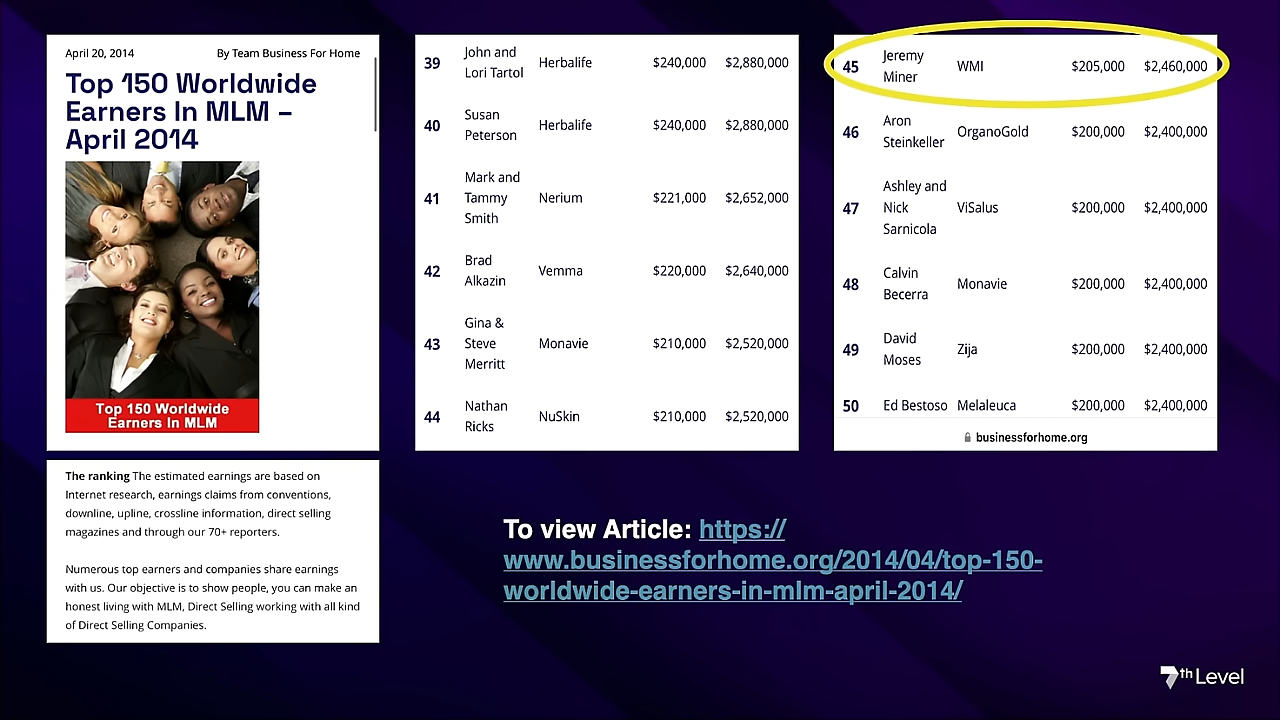 April 20, 2014 By Team Business For Home
Top 150 Worldwide
Earners In MLM –
April 2014
Top 150 Worldwide
Earners In MLM
The ranking The estimated earnings are based on
Internet research, earnings claims from conventions,
downline, upline, crossline information, direct selling
magazines and through our 70+ reporters.
Numerous top earners and companies share earnings
with us. Our objective is to show people, you can make an
honest living with MLM, Direct Selling working with all kind
of Direct Selling Companies.
39 John and Lori Tartol Herbalife $240,000 $2,880,000
40 Susan Peterson Herbalife $240,000 $2,880,000
41 Mark and Tammy Smith Nerium $221,000 $2,652,000
42 Brad Alkazin Vemma $220,000 $2,640,000
43 Gina & Steve Merritt Monavie $210,000 $2,520,000
44 Nathan Ricks NuSkin $210,000 $2,520,000
45 Jeremy Miner WMI $205,000 $2,460,000
46 Aron Steinkeller OrganoGold $200,000 $2,400,000
47 Ashley and Nick Sarnicola ViSalus $200,000 $2,400,000
48 Calvin Becerra Monavie $200,000 $2,400,000
49 David Moses Zija $200,000 $2,400,000
50 Ed Bestoso Melaleuca $200,000 $2,400,000
businessforhome.org
To view Article: https://
www.businessforhome.org/2014/04/top-150-
worldwide-earners-in-mlm-april-2014/
7th Level